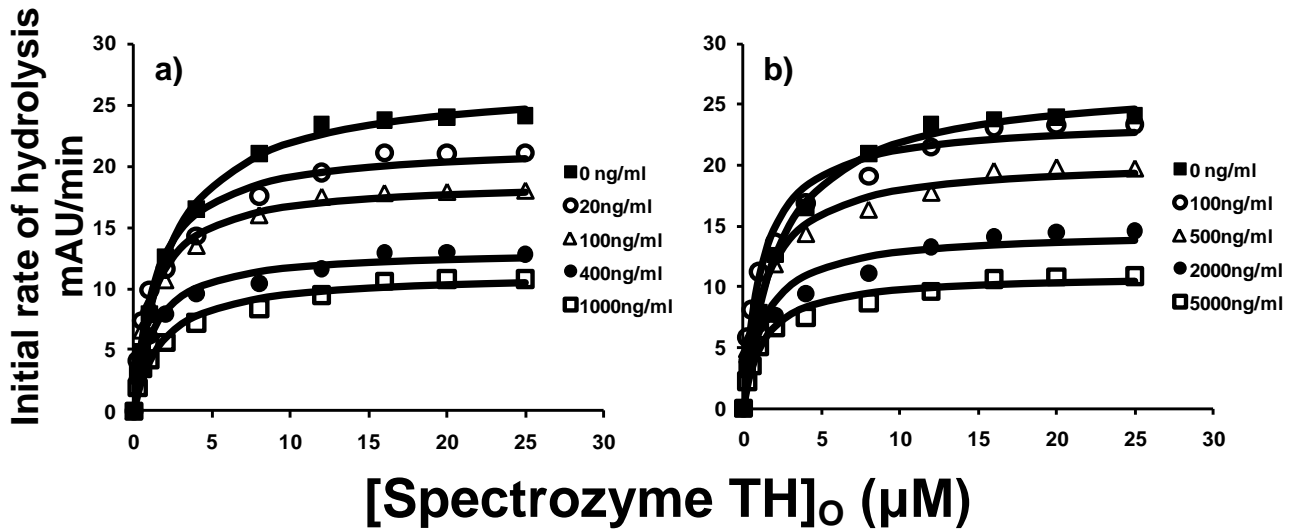 Initial rate of hydrolysis
mAU/min
a)
30
25
20
15
10
5
0
0 5 10 15 20 25 30
0 ng/ml
20ng/ml
100ng/ml
400ng/ml
1000ng/ml
b)
30
25
20
15
10
5
0
0 5 10 15 20 25 30
0 ng/ml
100ng/ml
500ng/ml
2000ng/ml
5000ng/ml
[Spectrozyme TH]O (µM)